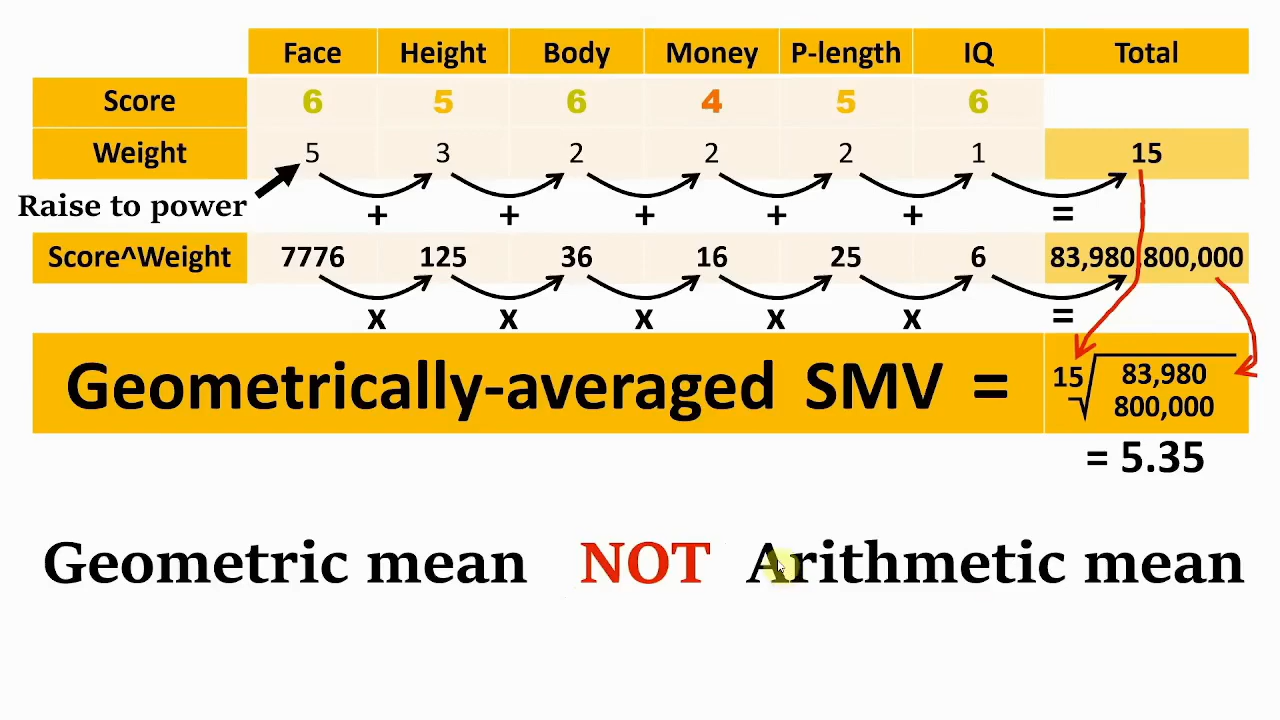 Face Height Body Money P-length IQ Total
Score 6 5 6 4 5 6
Weight 5 3 2 2 2 1 15
Raise to power
+ + + + + =
Score^Weight 7776 125 36 16 25 6 83,980,800,000
x x x x x =
Geometrically-averaged SMV = 15√83,980
800,000
= 5.35
Geometric mean NOT Arithmetic mean